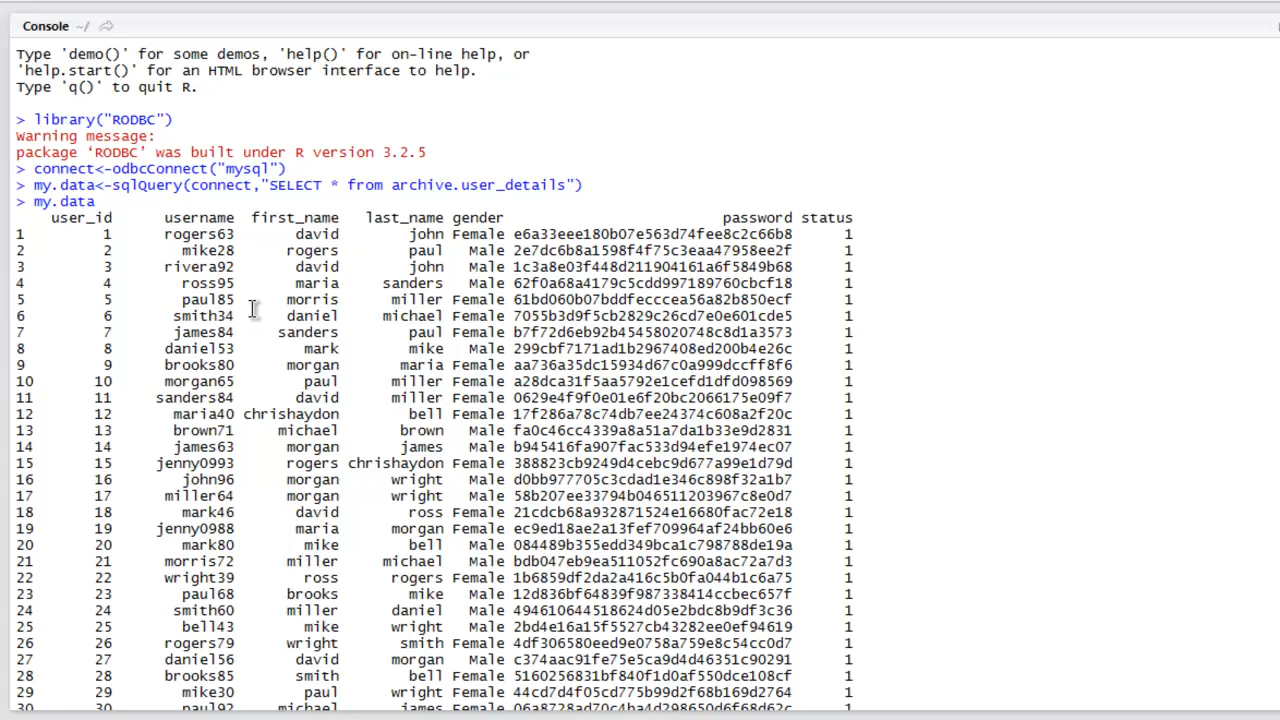 Console ~/
Type 'demo()' for some demos, 'help()' for on-line help, or
'help.start()' for an HTML browser interface to help.
Type 'q()' to quit R.
> library("RODBC")
Warning message:
package ‘RODBC’ was built under R version 3.2.5
> connect<-odbcConnect("mysql")
> my.data<-sqlQuery(connect,"SELECT * from archive.user_details")
> my.data
user_id username first_name last_name gender password status
1 1 rogers63 david john Female e6a33eee180b07e563d74fee8c2c66b8 1
2 2 mike28 rogers paul Male 2e7dc6b8a1598f4f75c3eaa47958ee2f 1
3 3 rivera92 david john Male 1c3a8e03f448d211904161a6f5849b68 1
4 4 ross95 maria sanders Male 62f0a68a4179c5cdd997189760cbcf18 1
5 5 paul85 morris miller Female 61bd060b07bddfecccea56a82b850ecf 1
6 6 smith34 daniel michael Female 7055b3d9f5cb2829c26cd7e0e601cde5 1
7 7 james84 sanders paul Female b7f72d6eb92b45458020748c8d1a3573 1
8 8 daniel53 mark mike Male 299cbf7171ad1b2967408ed200b4e26c 1
9 9 brooks80 morgan maria Female aa736a35dc15934d67c0a999dccff8f6 1
10 10 morgan65 paul miller Female a28dca31f5aa5792e1cefd1dfd098569 1
11 11 sanders84 david miller Female 0629e4f9f0e01e6f20bc2066175e09f7 1
12 12 maria40 chrishaydon bell Female 17f286a78c74db7ee24374c608a2f20c 1
13 13 brown71 michael brown Male fa0c46cc4339a8a51a7da1b33e9d2831 1
14 14 james63 morgan james Male b945416fa907fac533d94efe1974ec07 1
15 15 jenny0993 rogers chrishaydon Female 388823cb9249d4cebc9d677a99e1d79d 1
16 16 john96 morgan wright Male d0bb977705c3cdad1e346c898f32a1b7 1
17 17 miller64 morgan wright Male 58b207ee33794b046511203967c8e0d7 1
18 18 mark46 david ross Female 21cdcb68a932871524e16680fac72e18 1
19 19 jenny0988 maria morgan Female ec9ed18ae2a13fef709964af24bb60e6 1
20 20 mark80 mike bell Male 084489b355edd349bca1c798788de19a 1
21 21 morris72 miller michael Male bdb047eb9ea511052fc690a8ac72a7d3 1
22 22 wright39 ross rogers Female 1b6859df2da2a416c5b0fa044b1c6a75 1
23 23 paul68 brooks mike Male 12d836bf64839f987338414ccbec657f 1
24 24 smith60 miller daniel Male 494610644518624d05e2bdc8b9df3c36 1
25 25 bell43 mike wright Male 2bd4e16a15f5527cb43282ee0ef94619 1
26 26 rogers79 wright smith Female 4df306580eed9e0758a759e8c54cc0d7 1
27 27 daniel56 david morgan Male c374aac91fe75e5ca9d4d46351c90291 1
28 28 brooks85 smith bell Female 5160256831bf840f1d0af550dce108cf 1
29 29 mike30 paul wright Female 44cd7d4f05cd775b99d2f68b169d2764 1
30 30 paul92 michael james Female 06a8728ad70c4ba4d298650d6f68d62c 1